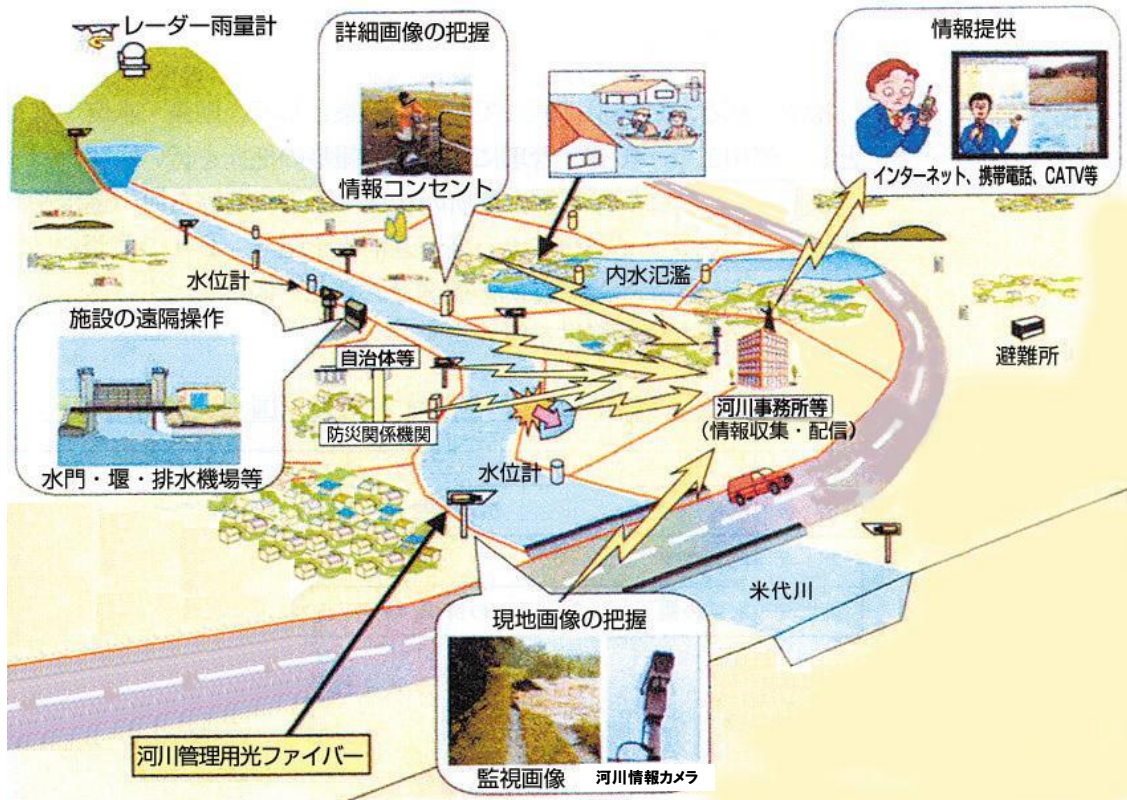 レーダー雨量計
詳細画像の把握
情報コンセント
情報提供
インターネット、携帯電話、CATV等
水位計
内水氾濫
施設の遠隔操作
水門・堰・排水機場等
自治体等
防災関係機関
避難所
河川事務所等
(情報収集・配信)
水位計
米代川
現地画像の把握
監視画像
河川情報カメラ
河川管理用光ファイバー